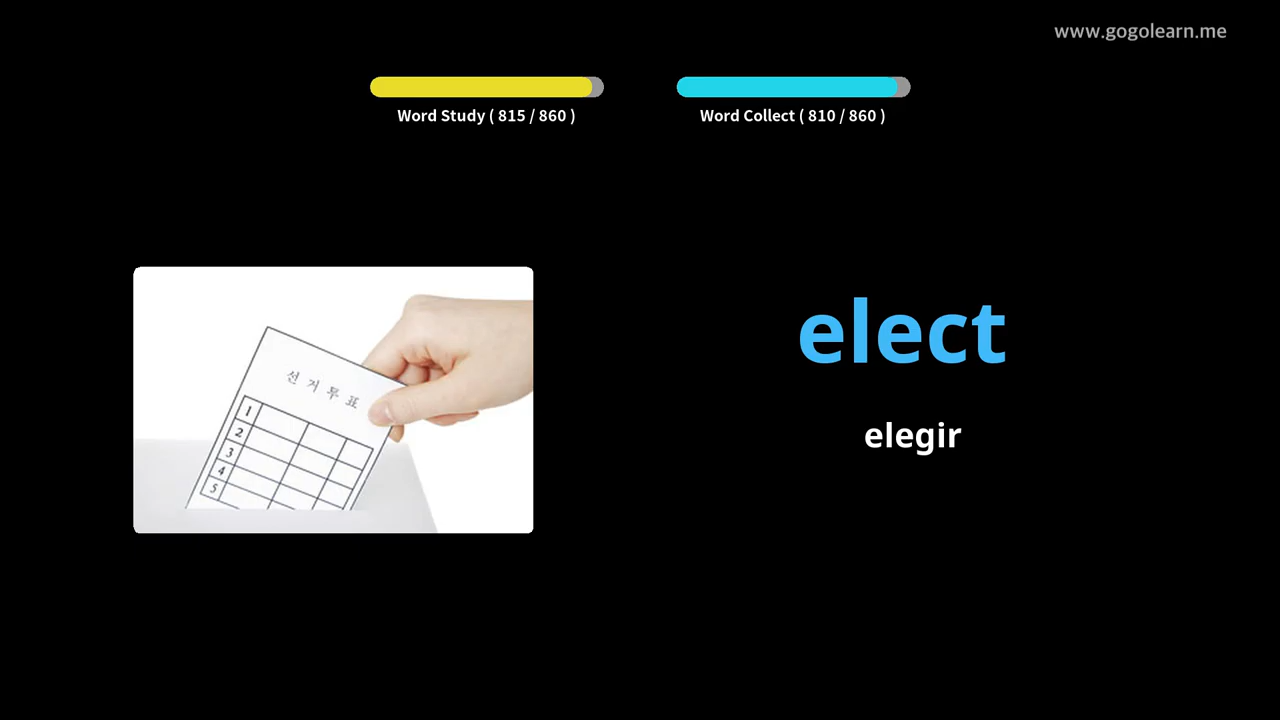 www.gogolearn.me
Word Study ( 815 / 860 )
Word Collect ( 810 / 860 )
선거투표
1
2
3
4
5
elect
elegir